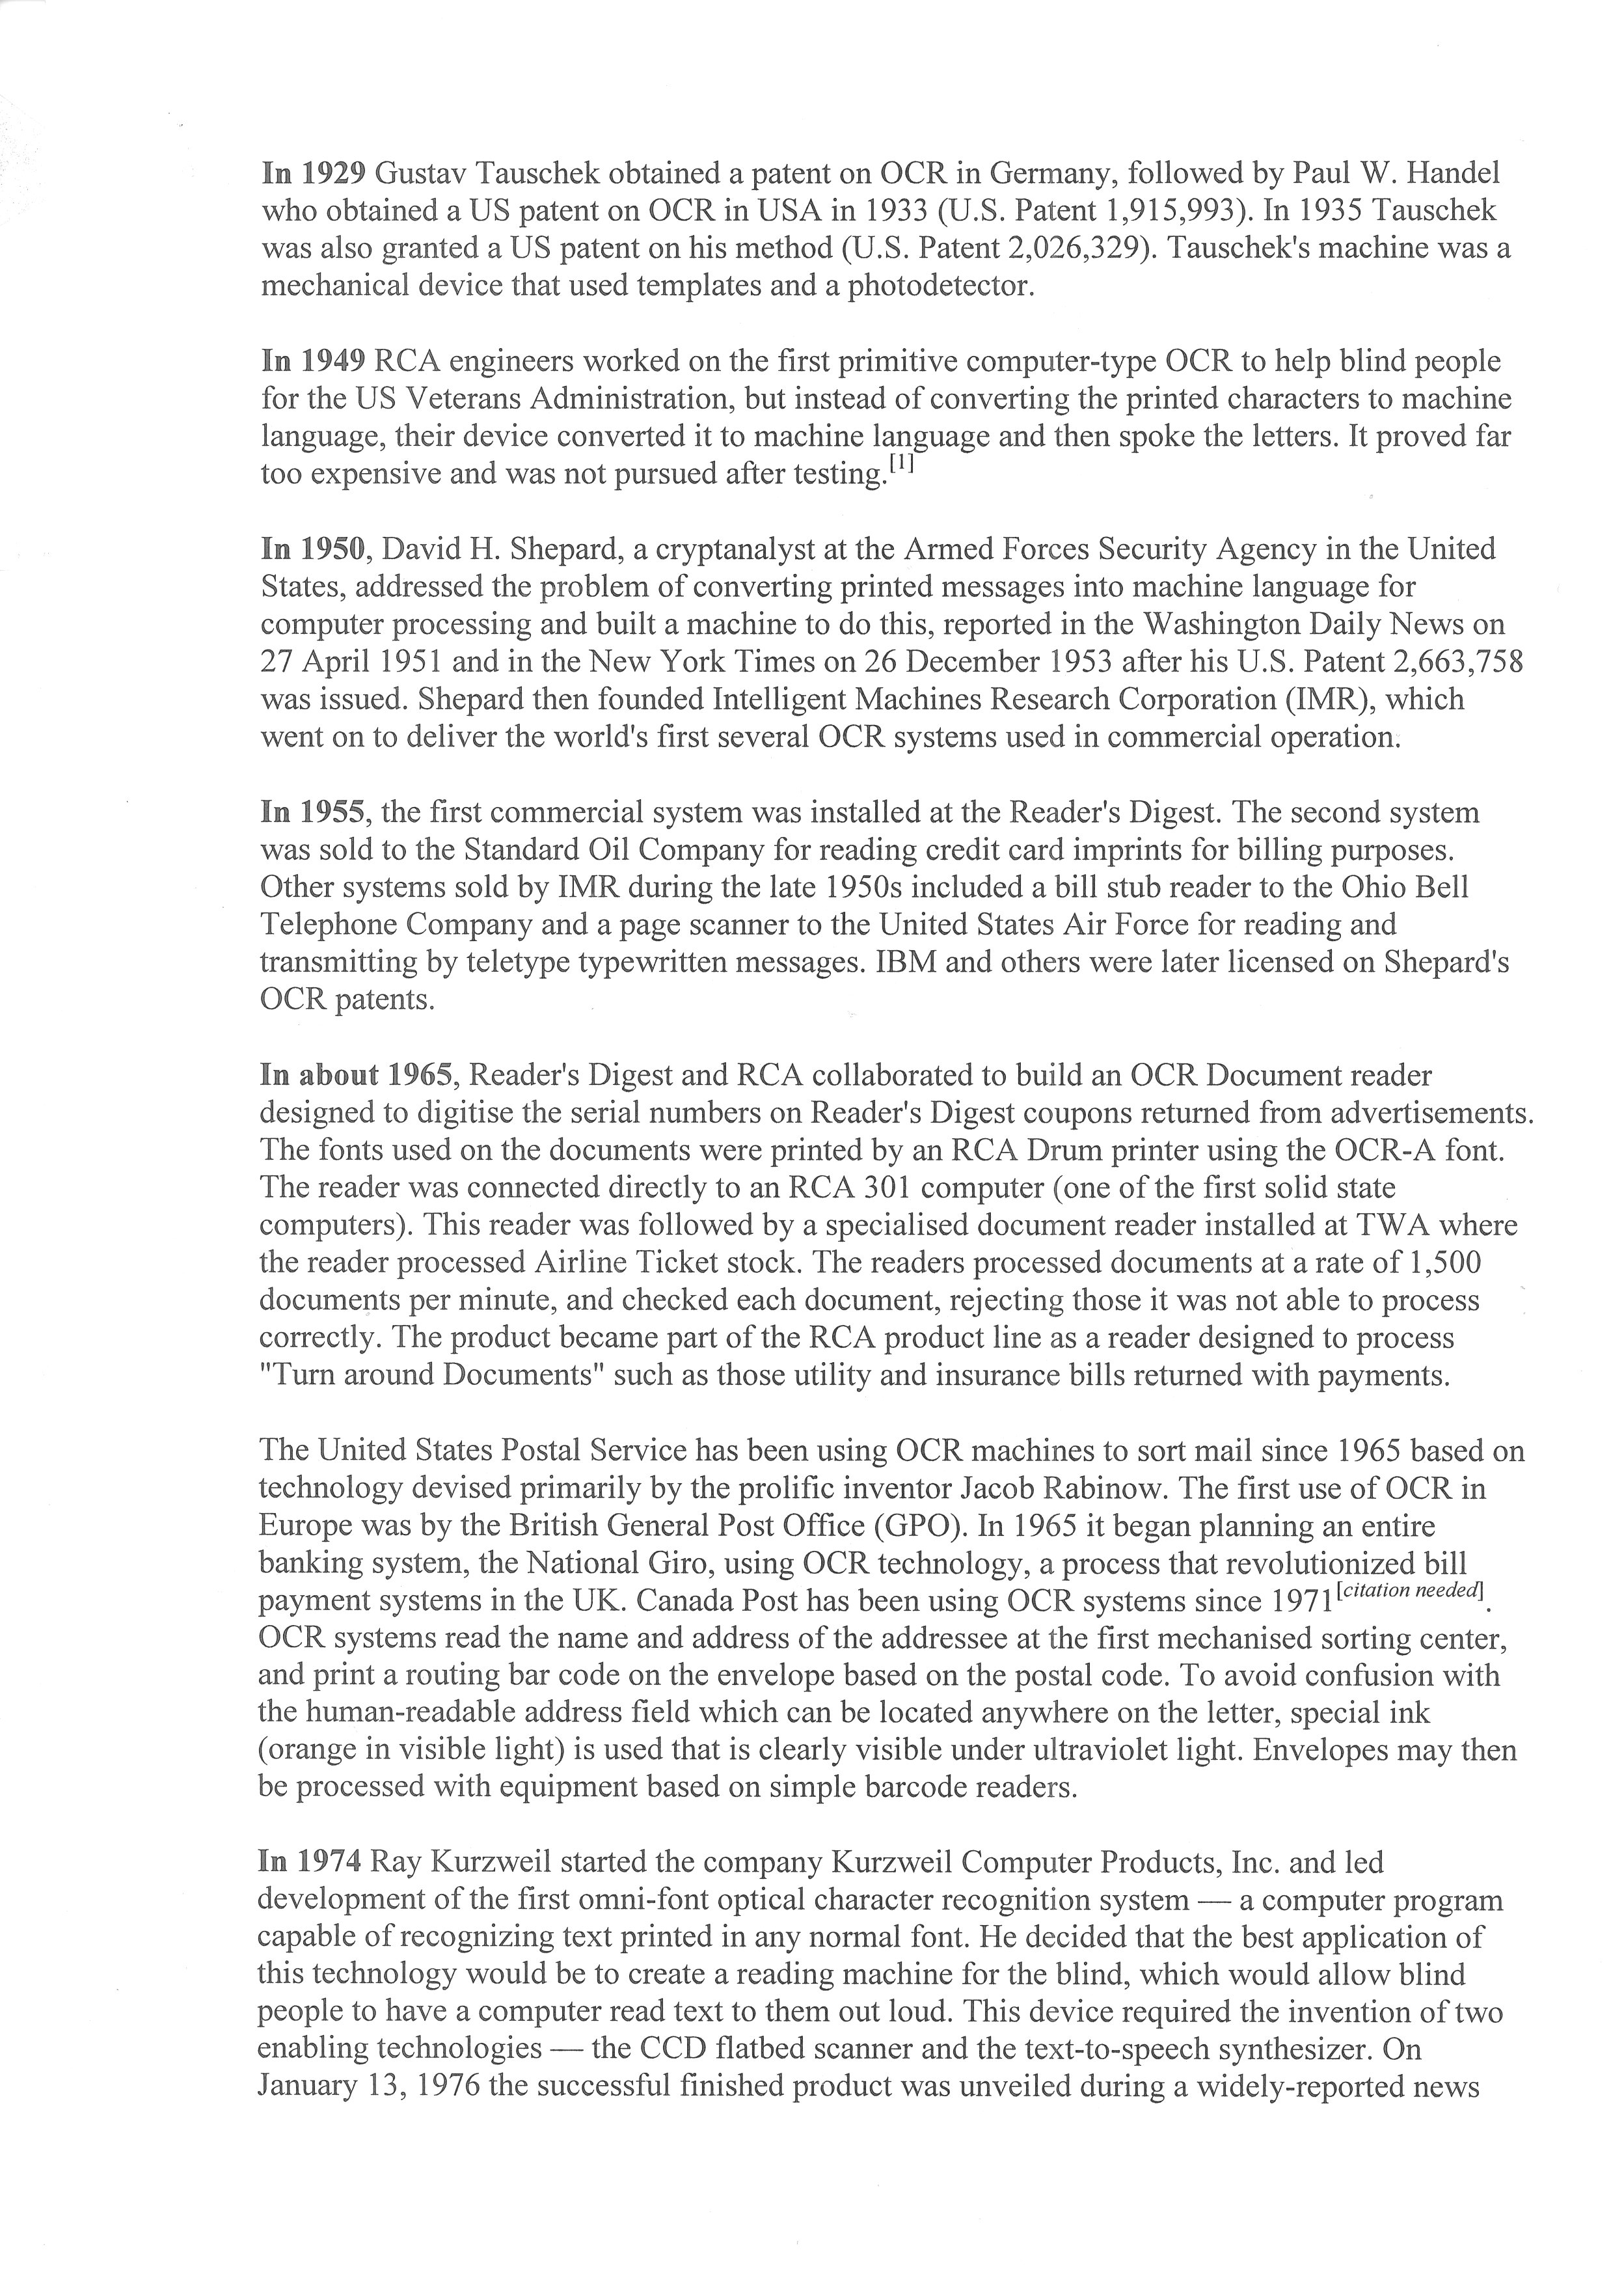 In 1929 Gustav Tauschek obtained a patent on OCR in Germany, followed by Paul W. Handel
who obtained a US patent on OCR in USA in 1933 (U.S. Patent 1,915,993). In 1935 Tauschek
was also granted a US patent on his method (U.S. Patent 2,026,329). Tauschek's machine was a
mechanical device that used templates and a photodetector.
In 1949 RCA engineers worked on the first primitive computer-type OCR to help blind people
for the US Veterans Administration, but instead of converting the printed characters to machine
language, their device converted it to machine language and then spoke the letters. It proved far
too expensive and was not pursued after testing.[1]
In 1950, David H. Shepard, a cryptanalyst at the Armed Forces Security Agency in the United
States, addressed the problem of converting printed messages into machine language for
computer processing and built a machine to do this, reported in the Washington Daily News on
27 April 1951 and in the New York Times on 26 December 1953 after his U.S. Patent 2,663,758
was issued. Shepard then founded Intelligent Machines Research Corporation (IMR), which
went on to deliver the world's first several OCR systems used in commercial operation.
In 1955, the first commercial system was installed at the Reader's Digest. The second system
was sold to the Standard Oil Company for reading credit card imprints for billing purposes.
Other systems sold by IMR during the late 1950s included a bill stub reader to the Ohio Bell
Telephone Company and a page scanner to the United States Air Force for reading and
transmitting by teletype typewritten messages. IBM and others were later licensed on Shepard's
OCR patents.
In about 1965, Reader's Digest and RCA collaborated to build an OCR Document reader
designed to digitise the serial numbers on Reader's Digest coupons returned from advertisements.
The fonts used on the documents were printed by an RCA Drum printer using the OCR-A font.
The reader was connected directly to an RCA 301 computer (one of the first solid state
computers). This reader was followed by a specialised document reader installed at TWA where
the reader processed Airline Ticket stock. The readers processed documents at a rate of 1,500
documents per minute, and checked each document, rejecting those it was not able to process
correctly. The product became part of the RCA product line as a reader designed to process
"Turn around Documents" such as those utility and insurance bills returned with payments.
The United States Postal Service has been using OCR machines to sort mail since 1965 based on
technology devised primarily by the prolific inventor Jacob Rabinow. The first use of OCR in
Europe was by the British General Post Office (GPO). In 1965 it began planning an entire
banking system, the National Giro, using OCR technology, a process that revolutionized bill
payment systems in the UK. Canada Post has been using OCR systems since 1971[citation needed].
OCR systems read the name and address of the addressee at the first mechanised sorting center,
and print a routing bar code on the envelope based on the postal code. To avoid confusion with
the human-readable address field which can be located anywhere on the letter, special ink
(orange in visible light) is used that is clearly visible under ultraviolet light. Envelopes may then
be processed with equipment based on simple barcode readers.
In 1974 Ray Kurzweil started the company Kurzweil Computer Products, Inc. and led
development of the first omni-font optical character recognition system — a computer program
capable of recognizing text printed in any normal font. He decided that the best application of
this technology would be to create a reading machine for the blind, which would allow blind
people to have a computer read text to them out loud. This device required the invention of two
enabling technologies — the CCD flatbed scanner and the text-to-speech synthesizer. On
January 13, 1976 the successful finished product was unveiled during a widely-reported news